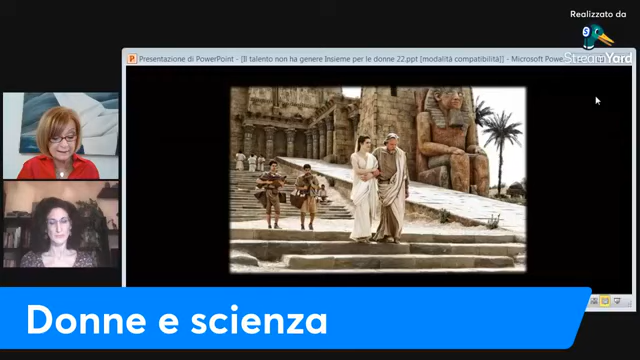 Realizzato da
StreamYard
Presentazione di PowerPoint - [Il talento non ha genere Insieme per le donne 22.ppt [modalità compatibilità]] - Microsoft Powe...
Donne e scienza